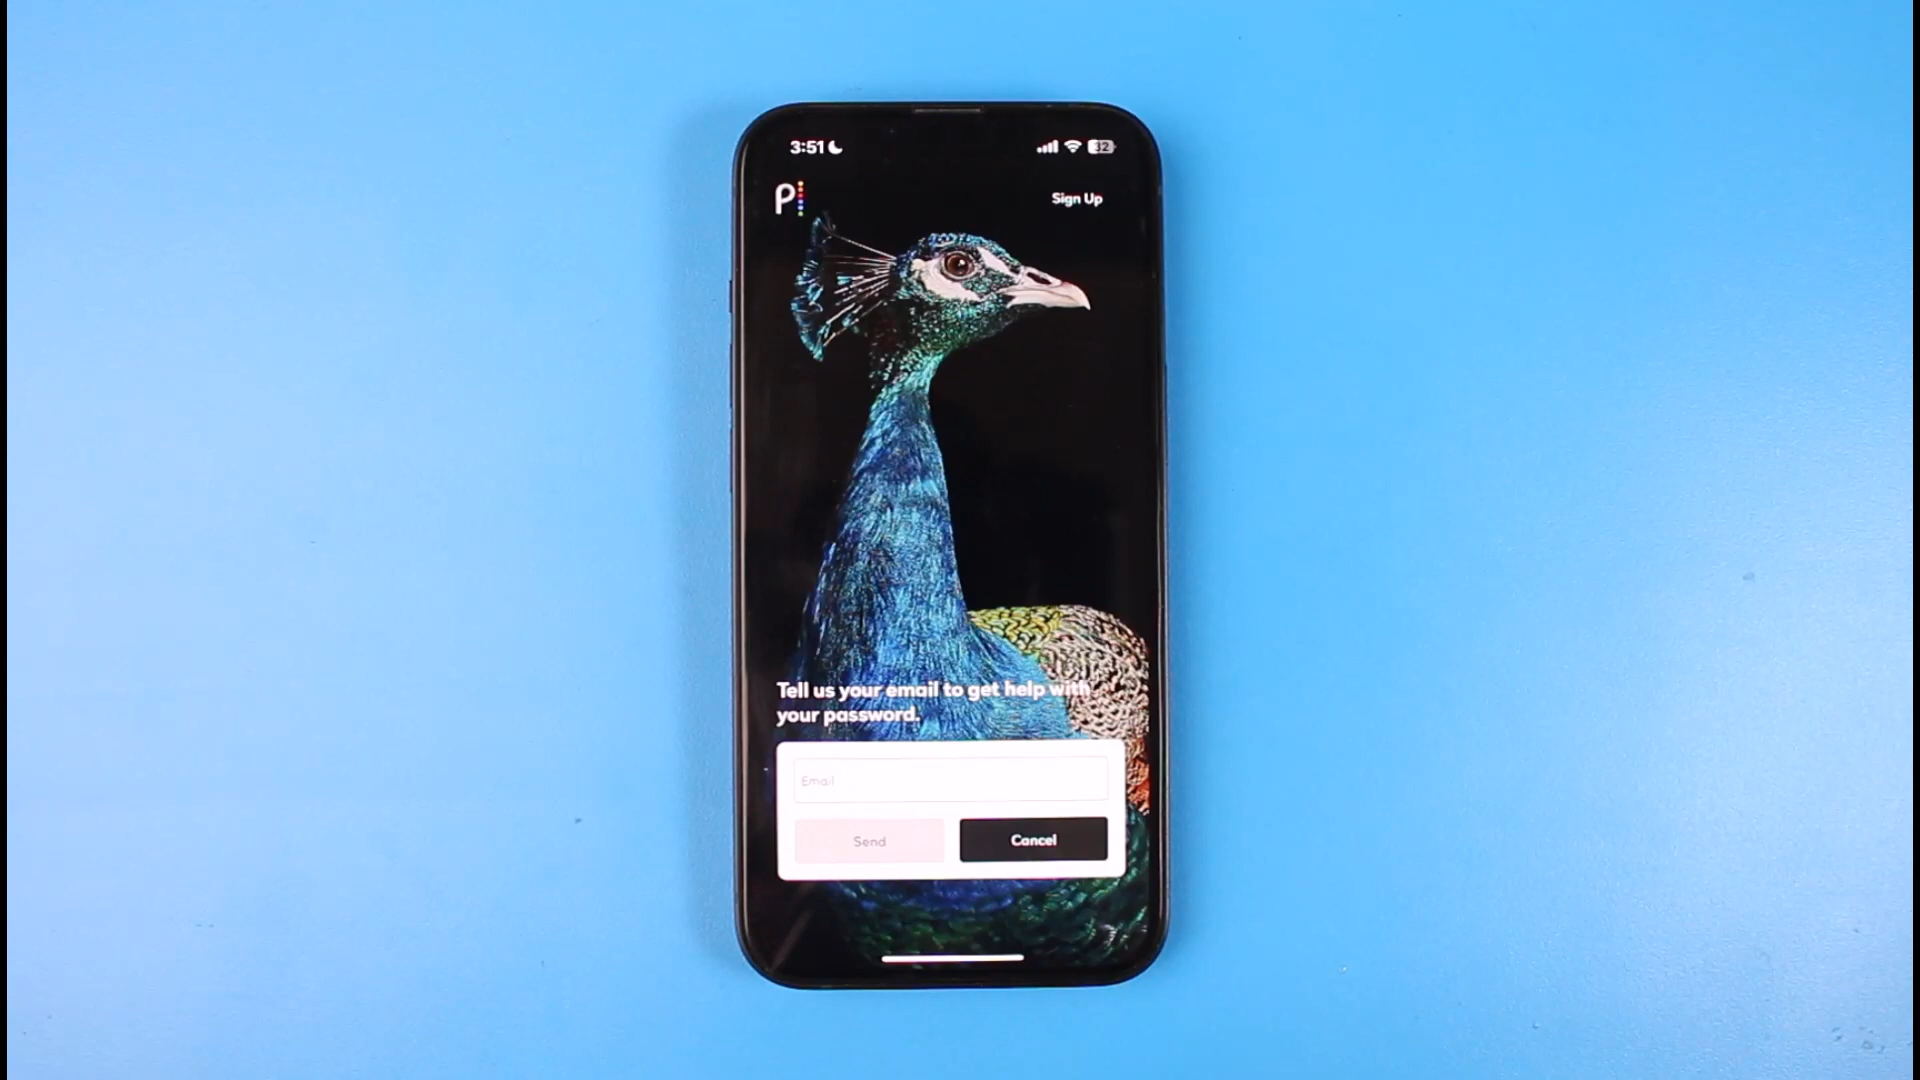 3:51
32
P
Sign Up
Tell us your email to get help with
your password.
Email
Send
Cancel